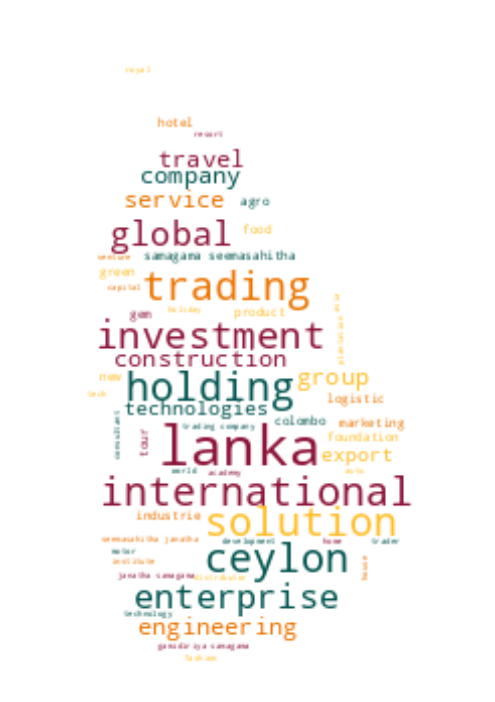 royal
hotel
resort
travel
company
service agro
global food
venture samagama seemasahitha
green
capital trading
holiday
gem product
investment
construction
new holding group
tech logistic
technologies
consultant colombo marketing
trading company
tour lanka foundation
export
world academy auto
international
industrie solution
seemasahitha janatha development home trader
motor ceylon
institute house
janatha samagama distributor
enterprise
technology
engineering
gamidiriya samagama
fashion